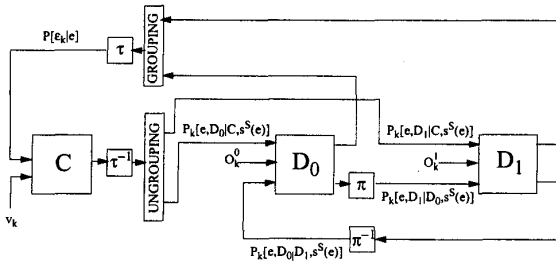 P[ε_k|e]
τ
GROUPING
C
τ⁻¹
UNGROUPING
P_k[e,D_0|C,s^S(e)]
O_k^0
D_0
π
P_k[e,D_1|C,s^S(e)]
O_k^1
D_1
P_k[e,D_1|D_0,s^S(e)]
v_k
π⁻¹
P_k[e,D_0|D_1,s^S(e)]